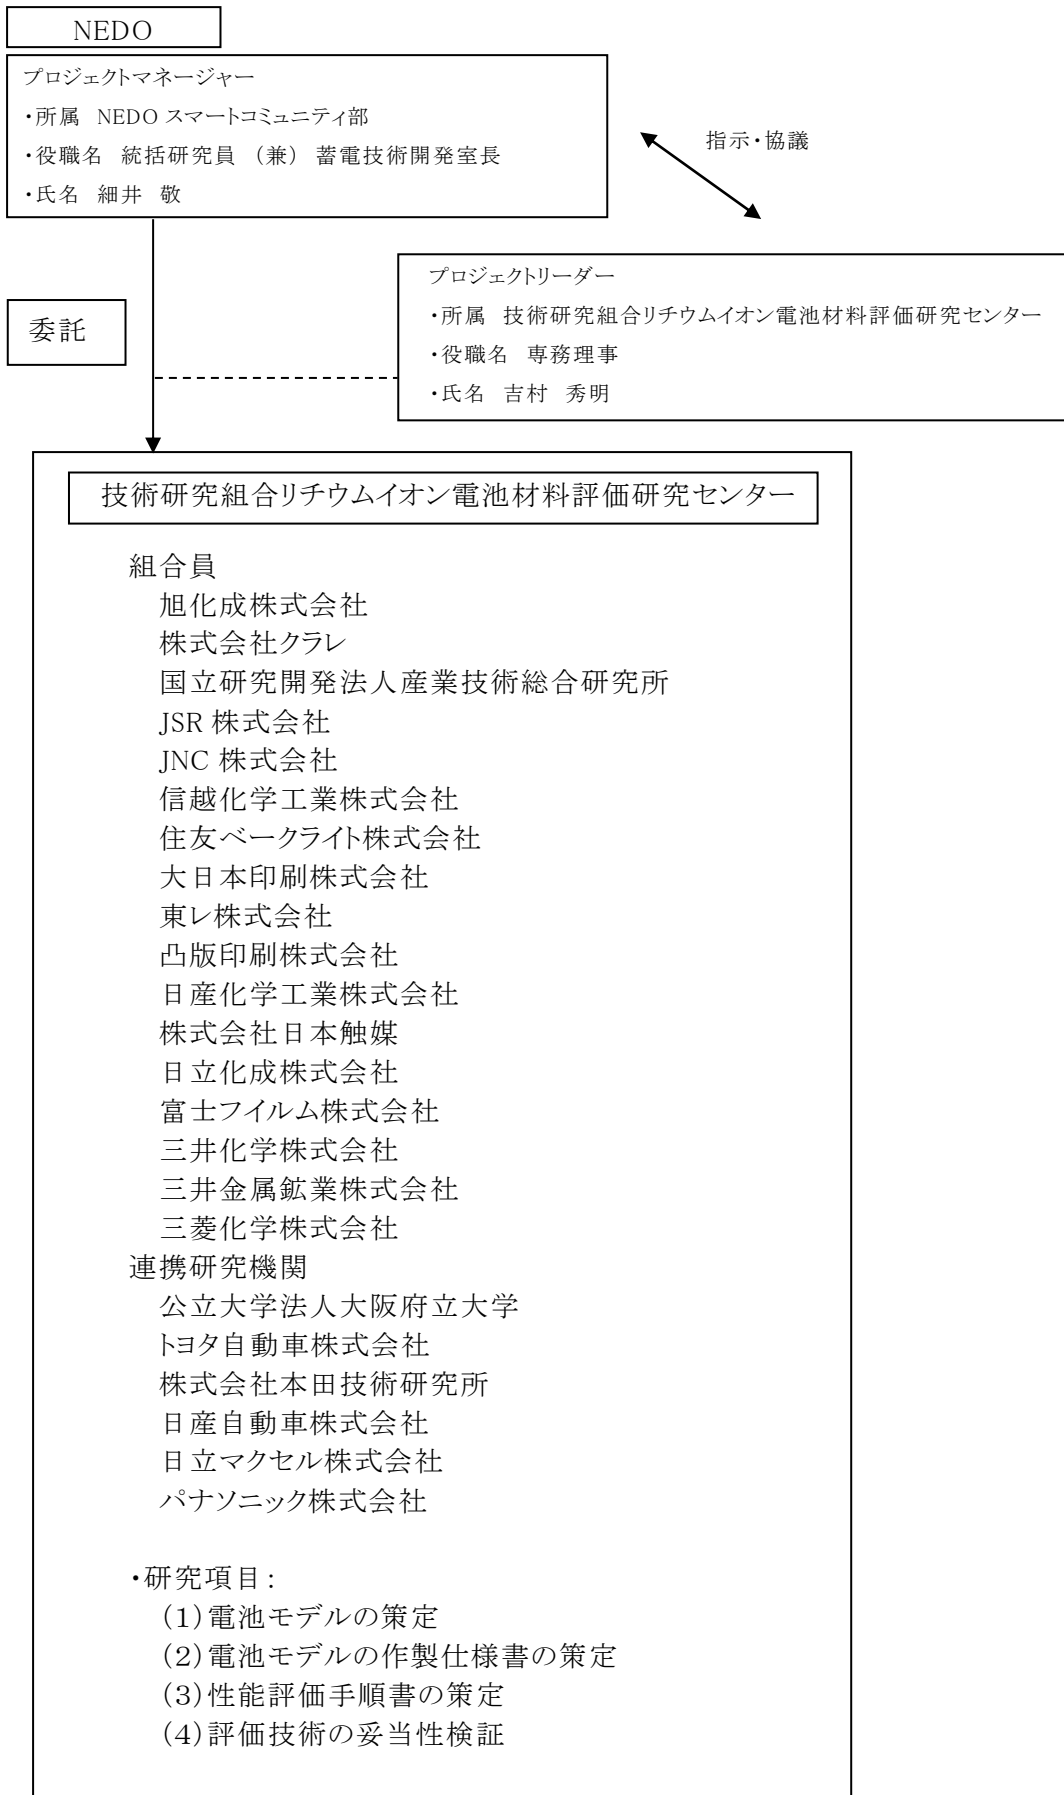 NEDO
プロジェクトマネージャー
・所属 NEDO スマートコミュニティ部
・役職名 統括研究員 (兼) 蓄電技術開発室長
・氏名 細井 敬
指示・協議
プロジェクトリーダー
・所属 技術研究組合リチウムイオン電池材料評価研究センター
・役職名 専務理事
・氏名 吉村 秀明
委託
技術研究組合リチウムイオン電池材料評価研究センター
組合員
旭化成株式会社
株式会社クラレ
国立研究開発法人産業技術総合研究所
JSR 株式会社
JNC 株式会社
信越化学工業株式会社
住友ベークライト株式会社
大日本印刷株式会社
東レ株式会社
凸版印刷株式会社
日産化学工業株式会社
株式会社日本触媒
日立化成株式会社
富士フイルム株式会社
三井化学株式会社
三井金属鉱業株式会社
三菱化学株式会社
連携研究機関
公立大学法人大阪府立大学
トヨタ自動車株式会社
株式会社本田技術研究所
日産自動車株式会社
日立マクセル株式会社
パナソニック株式会社
・研究項目:
(1)電池モデルの策定
(2)電池モデルの作製仕様書の策定
(3)性能評価手順書の策定
(4)評価技術の妥当性検証